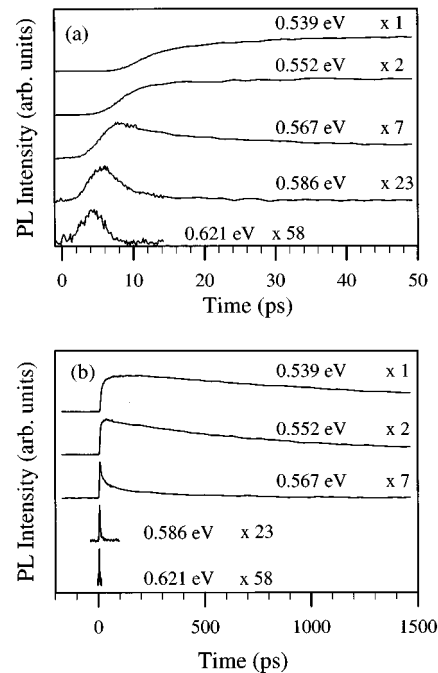 (a)
0.539 eV x 1
0.552 eV x 2
0.567 eV x 7
0.586 eV x 23
0.621 eV x 58
PL Intensity (arb. units)
0 10 20 30 40 50
Time (ps)
(b)
0.539 eV x 1
0.552 eV x 2
0.567 eV x 7
0.586 eV x 23
0.621 eV x 58
PL Intensity (arb. units)
0 500 1000 1500
Time (ps)